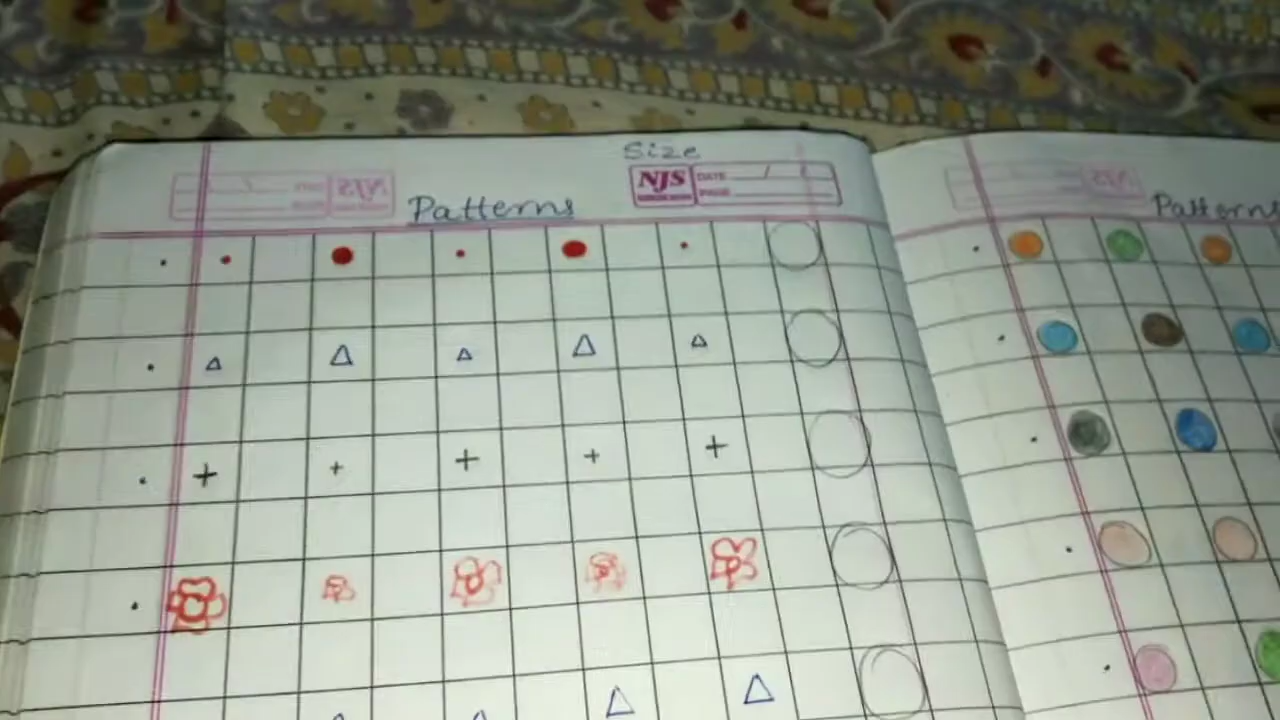 Size
NJS
DATE / /
PAGE
Patterns
Patterns